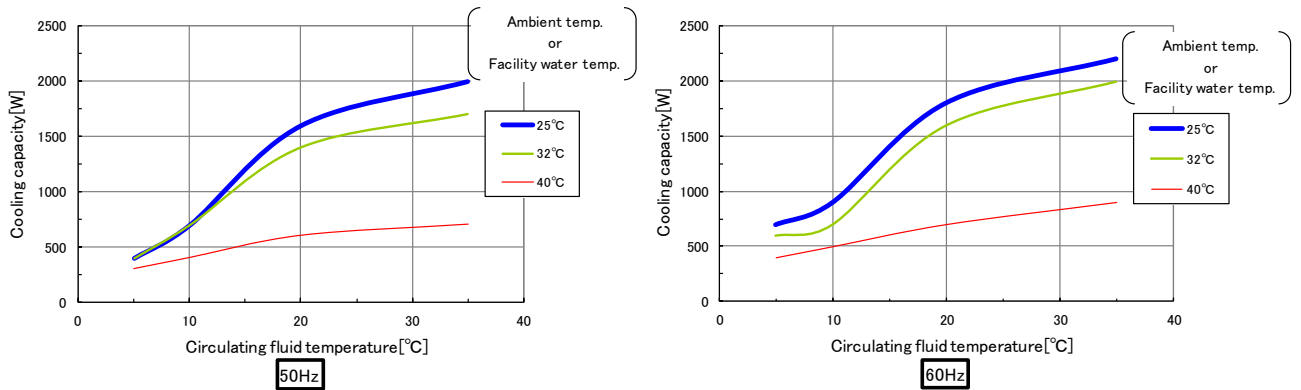 2500
2000
1500
1000
500
0
0
10
20
30
40
Cooling capacity[W]
Circulating fluid temperature[℃]
Ambient temp.
or
Facility water temp.
25℃
32℃
40℃
50Hz
2500
2000
1500
1000
500
0
0
10
20
30
40
Cooling capacity[W]
Circulating fluid temperature[℃]
Ambient temp.
or
Facility water temp.
25℃
32℃
40℃
60Hz